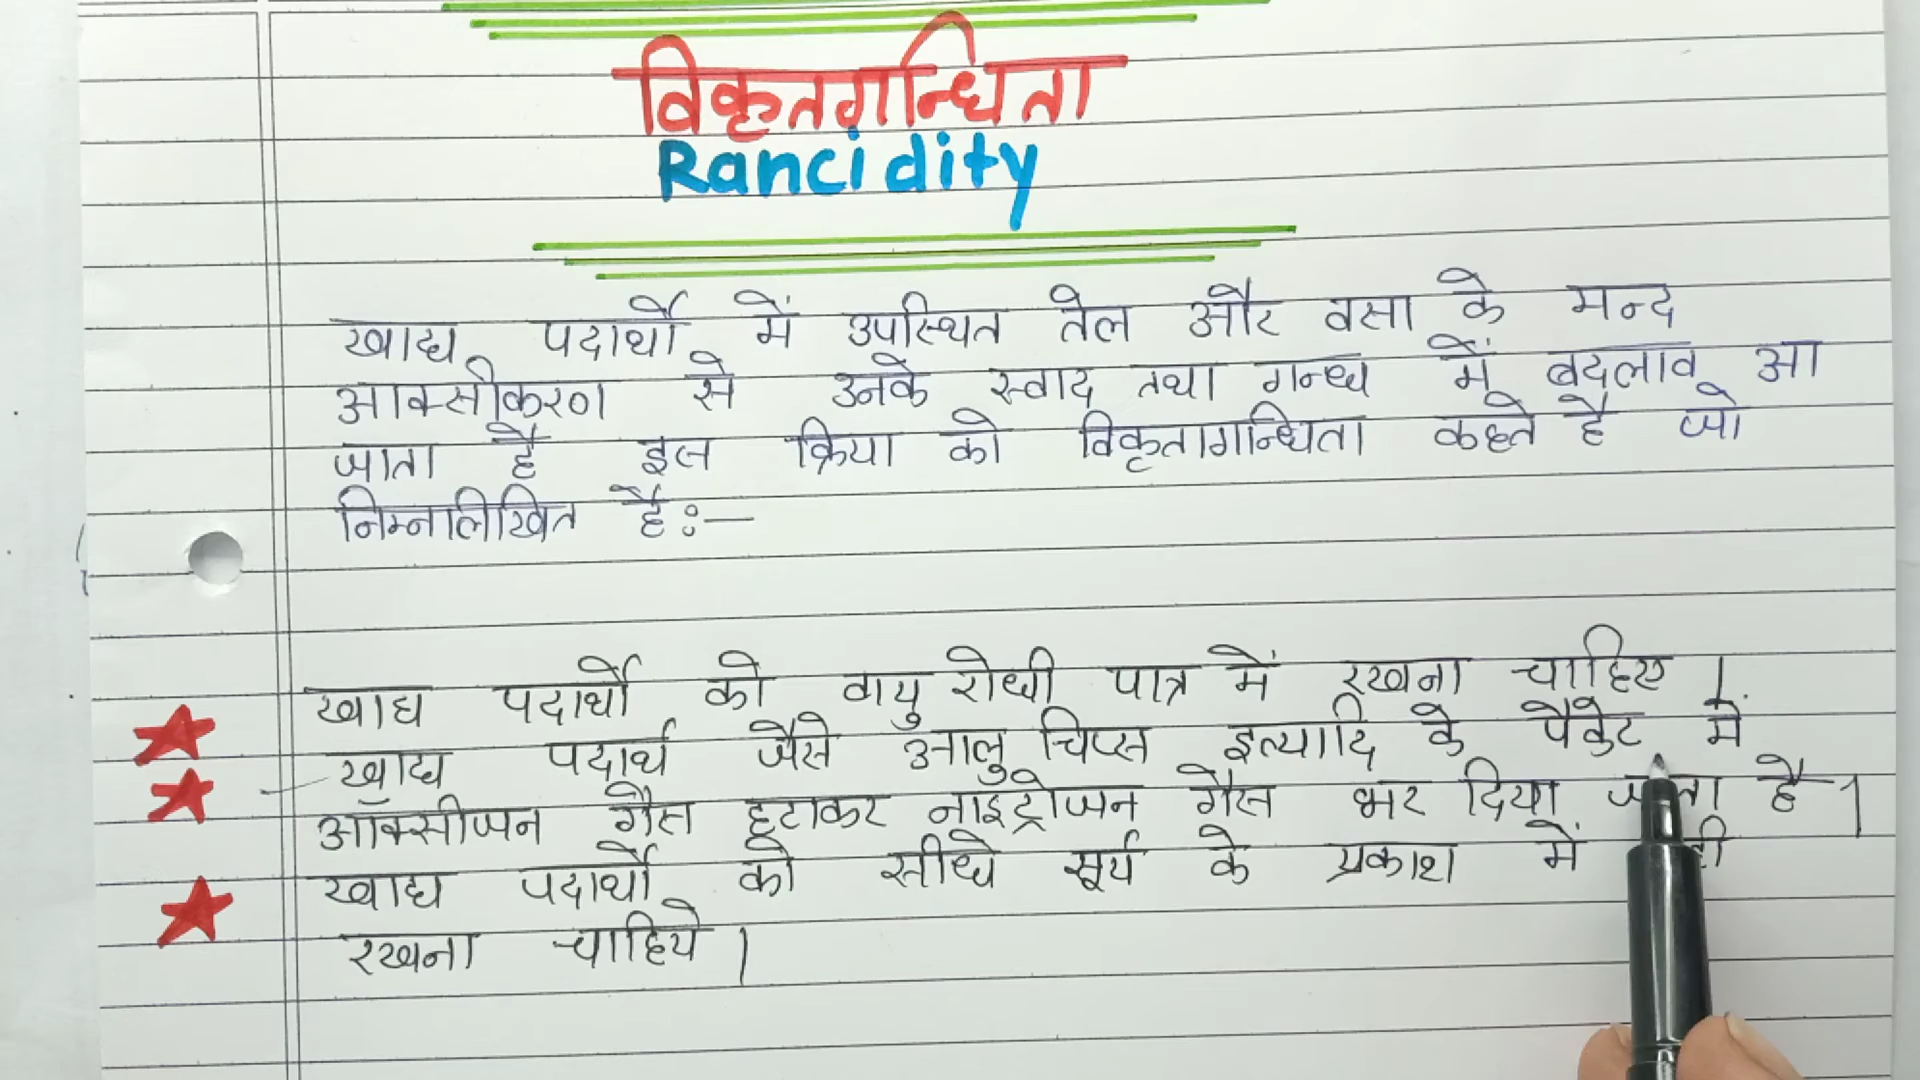 विकृतगन्धिता
Rancidity
खाद्य पदार्थो में उपस्थित तेल और वसा के मन्द
आक्सीकरण से उनके स्वाद तथा गन्ध में बदलाव आ
जाता है इस क्रिया को विकृतागन्धिता कहते है जो
निम्नलिखित है:—
खाद्य पदार्थो को वायु रोधी पात्र में रखना चाहिए।
खाद्य पदार्थ जैसे आलु चिप्स इत्यादि के पैकेट में
ऑक्सीजन गैस हटाकर नाइट्रोजन गैस भर दिया जाता है।
खाद्य पदार्थो को सीधे सूर्य के प्रकाश में
रखना चाहिये।